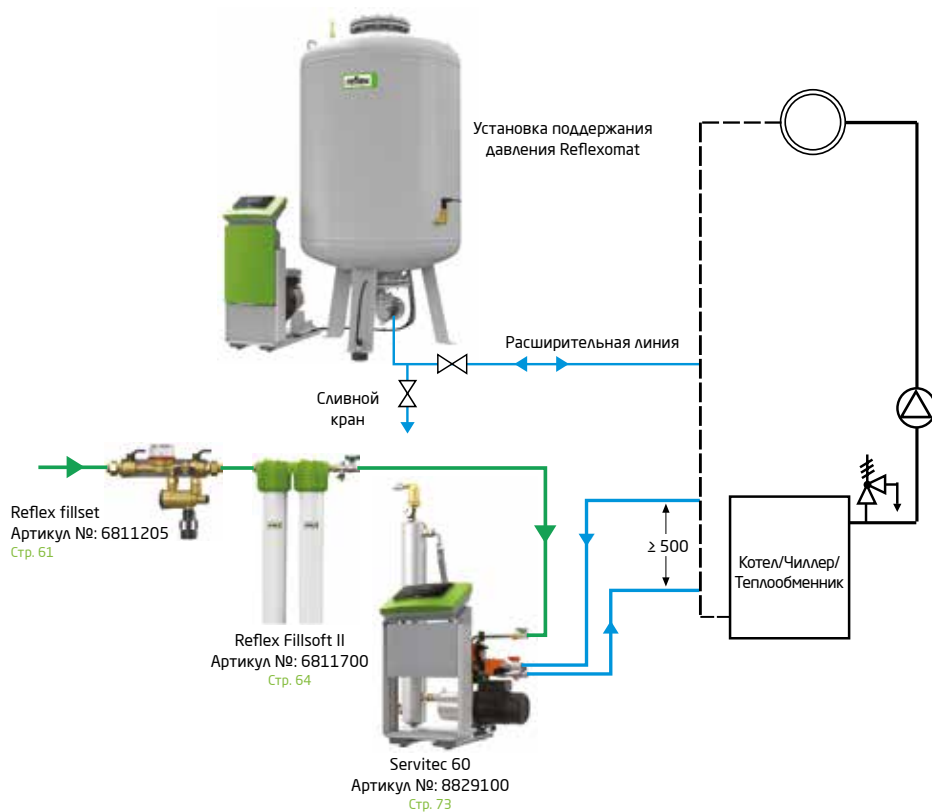 reflex
Установка поддержания
давления Reflexomat
Расширительная линия
Сливной
кран
Reflex fillset
Артикул №: 6811205
Стр. 61
≥ 500
Котел/Чиллер/
Теплообменник
Reflex Fillsoft II
Артикул №: 6811700
Стр. 64
Servitec 60
Артикул №: 8829100
Стр. 73